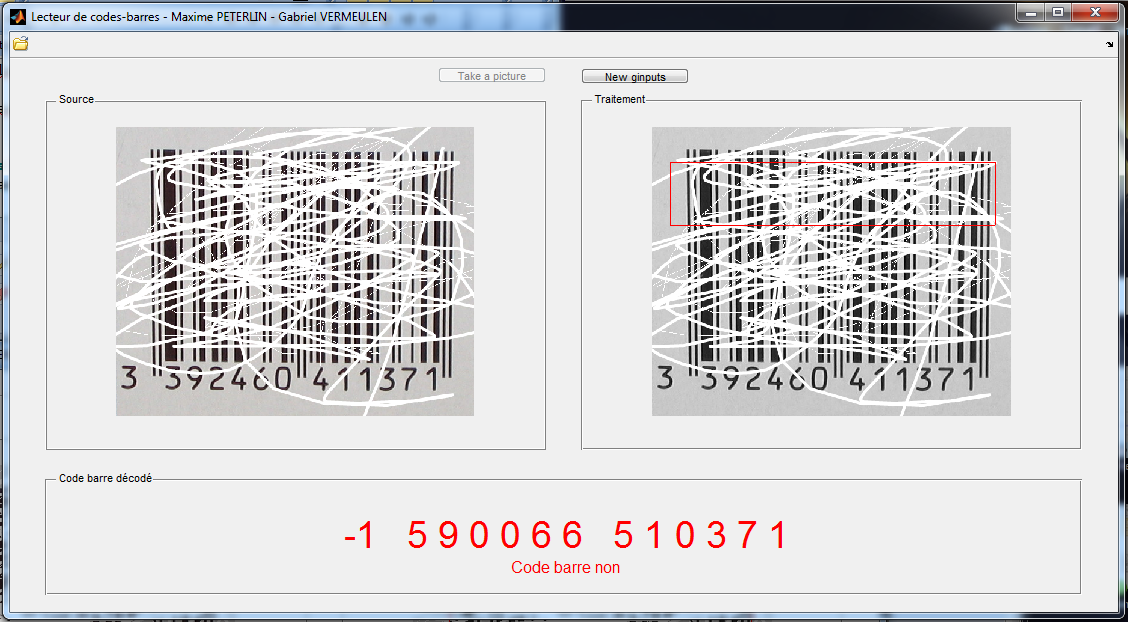 Lecteur de codes-barres - Maxime PETERLIN - Gabriel VERMEULEN
Take a picture
New ginputs
Source
Traitement
3 392460 411371
3 392460 411371
Code barre décodé
-1 590066 510371
Code barre non